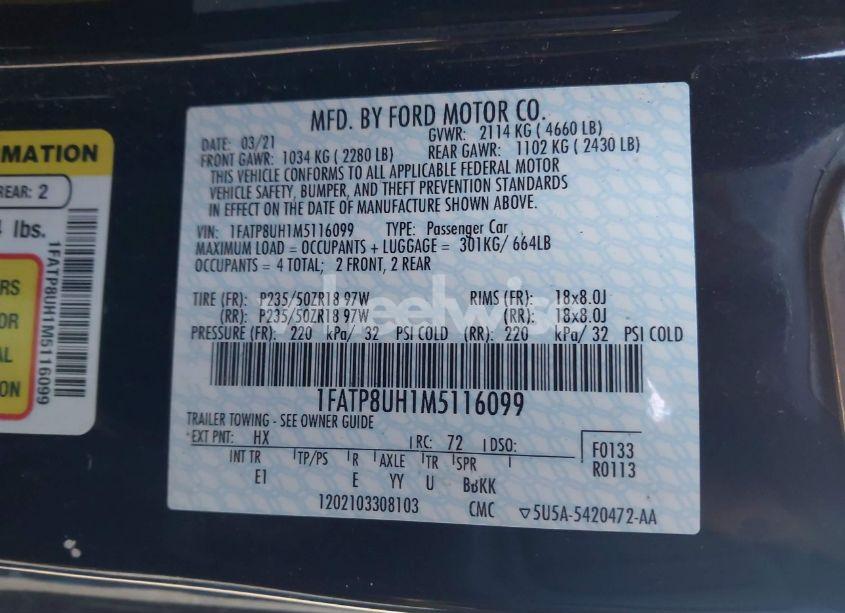 MFD. BY FORD MOTOR CO.
DATE: 03/21 GVWR: 2114 KG ( 4660 LB)
FRONT GAWR: 1034 KG ( 2280 LB) REAR GAWR: 1102 KG ( 2430 LB)
THIS VEHICLE CONFORMS TO ALL APPLICABLE FEDERAL MOTOR
VEHICLE SAFETY, BUMPER, AND THEFT PREVENTION STANDARDS
IN EFFECT ON THE DATE OF MANUFACTURE SHOWN ABOVE.
VIN: 1FATP8UH1M5116099 TYPE: Passenger Car
MAXIMUM LOAD = OCCUPANTS + LUGGAGE = 301KG/ 664LB
OCCUPANTS = 4 TOTAL; 2 FRONT, 2 REAR
TIRE (FR): P235/50ZR18 97W RIMS (FR): 18x8.0J
(RR): P235/50ZR18 97W (RR): 18x8.0J
PRESSURE (FR): 220 kPa/ 32 PSI COLD (RR): 220 kPa/ 32 PSI COLD
1FATP8UH1M5116099
TRAILER TOWING - SEE OWNER GUIDE
EXT PNT: HX RC: 72 DSO: F0133
INT TR TP/PS R AXLE TR SPR R0113
E1 E YY U BBKK
1202103308103 CMC ▽5U5A-5420472-AA
RMATION
REAR: 2
lbs.
1FATP8UH1M5116099
RS
OR
AL
ION